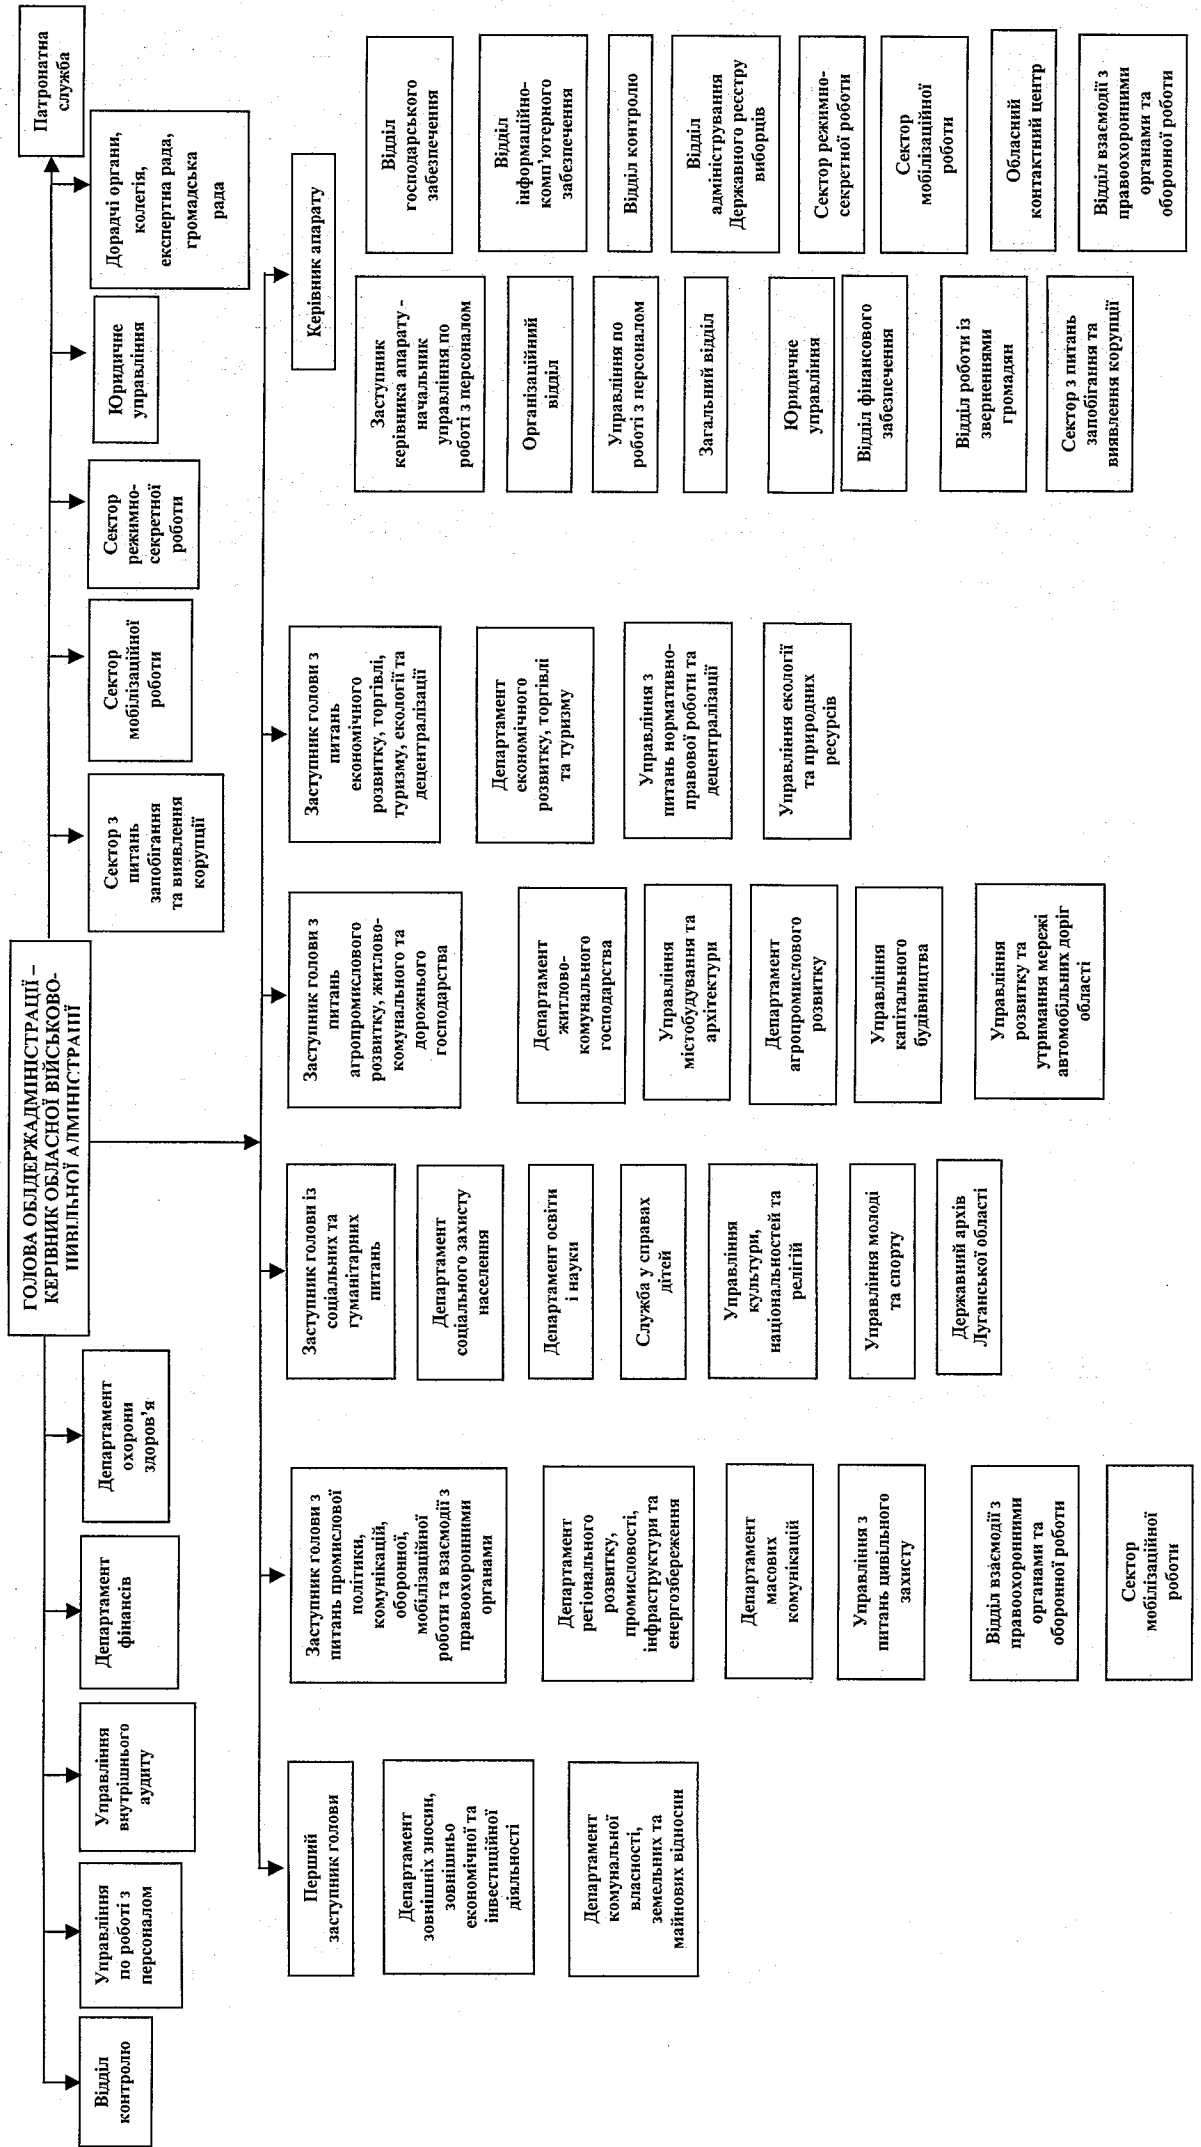 ГОЛОВА ОБЛДЕРЖАДМІНІСТРАЦІЇ –
КЕРІВНИК ОБЛАСНОЇ ВІЙСЬКОВО-
ЦИВІЛЬНОЇ АДМІНІСТРАЦІЇ
Відділ
контролю
Управління
по роботі з
персоналом
Управління
внутрішнього
аудиту
Департамент
фінансів
Департамент
охорони
здоров'я
Сектор з
питань
запобігання
та виявлення
корупції
Сектор
мобілізаційної
роботи
Сектор
режимно-
секретної
роботи
Юридичне
управління
Дорадчі органи,
колегія,
експертна рада,
громадська
рада
Патронатна
служба
Перший
заступник голови
Департамент
зовнішніх зносин,
зовнішньо
економічної та
інвестиційної
діяльності
Департамент
комунальної
власності,
земельних та
майнових відносин
Заступник голови з
питань промислової
політики,
комунікацій,
оборонної,
мобілізаційної
роботи та взаємодії з
правоохоронними
органами
Департамент
регіонального
розвитку,
промисловості,
інфраструктури та
енергозбереження
Департамент
масових
комунікацій
Управління з
питань цивільного
захисту
Відділ взаємодії з
правоохоронними
органами та
оборонної роботи
Сектор
мобілізаційної
роботи
Заступник голови із
соціальних та
гуманітарних
питань
Департамент
соціального захисту
населення
Департамент освіти
і науки
Служба у справах
дітей
Управління
культури,
національностей та
релігій
Управління молоді
та спорту
Державний архів
Луганської області
Заступник голови з
питань
агропромислового
розвитку, житлово-
комунального та
дорожнього
господарства
Департамент
житлово-
комунального
господарства
Управління
містобудування та
архітектури
Департамент
агропромислового
розвитку
Управління
капітального
будівництва
Управління
розвитку та
утримання мережі
автомобільних доріг
області
Заступник голови з
питань
економічного
розвитку, торгівлі,
туризму, екології та
децентралізації
Департамент
економічного
розвитку, торгівлі
та туризму
Управління з
питань нормативно-
правової роботи та
децентралізації
Управління екології
та природних
ресурсів
Керівник апарату
Заступник
керівника апарату -
начальник
управління по
роботі з персоналом
Організаційний
відділ
Управління по
роботі з персоналом
Загальний відділ
Юридичне
управління
Відділ фінансового
забезпечення
Відділ роботи із
зверненнями
громадян
Сектор з питань
запобігання та
виявлення корупції
Відділ
господарського
забезпечення
Відділ
інформаційно-
комп'ютерного
забезпечення
Відділ контролю
Відділ
адміністрування
Державного реєстру
виборців
Сектор режимно-
секретної роботи
Сектор
мобілізаційної
роботи
Обласний
контактний центр
Відділ взаємодії з
правоохоронними
органами та
оборонної роботи